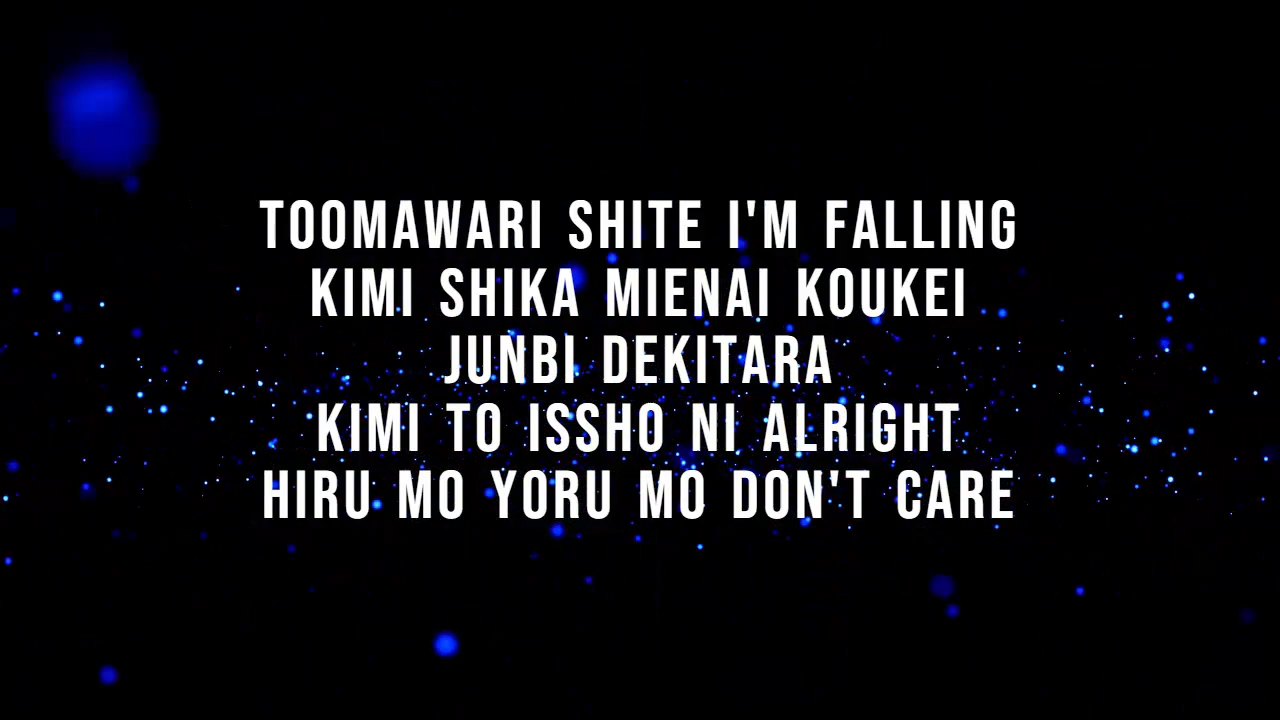 TOOMAWARI SHITE I'M FALLING
KIMI SHIKA MIENAI KOUKEI
JUNBI DEKITARA
KIMI TO ISSHO NI ALRIGHT
HIRU MO YORU MO DON'T CARE